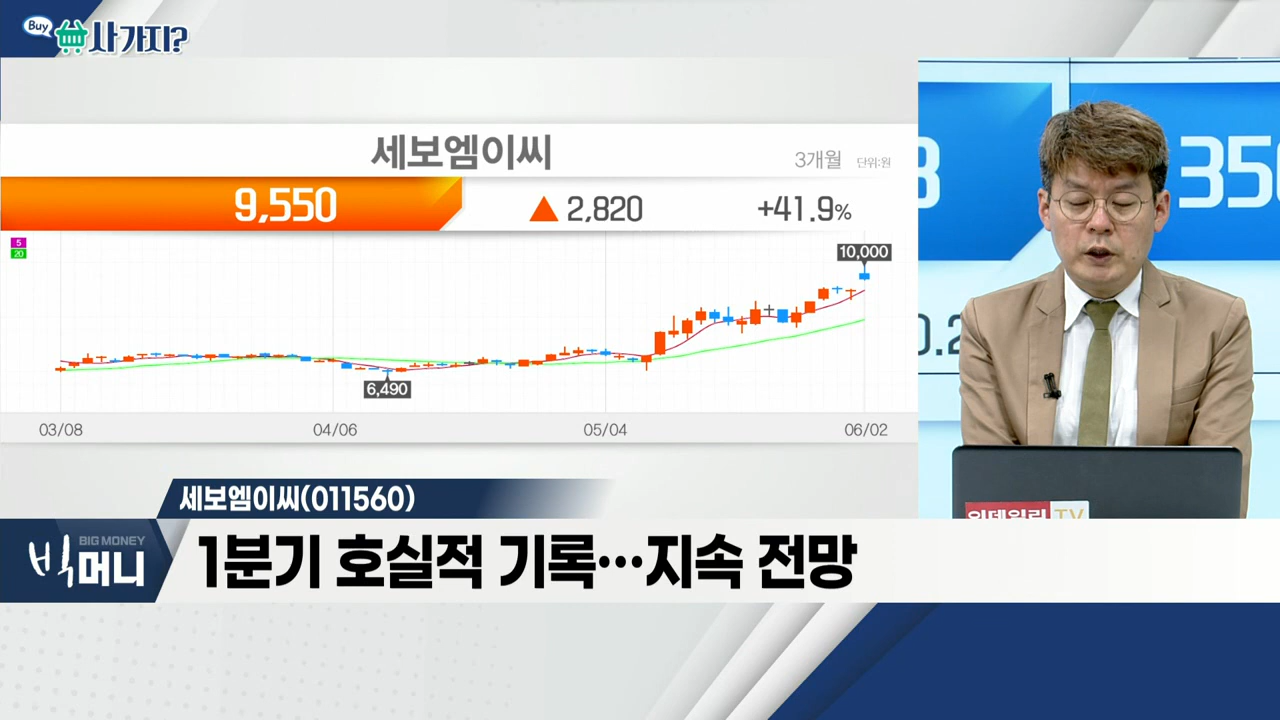 Buy 사가지?
세보엠이씨
3개월 단위:원
9,550 ▲ 2,820 +41.9%
5
20
10,000
6,490
03/08 04/06 05/04 06/02
350
0.2
이데일리TV
세보엠이씨(011560)
BIG MONEY
빅머니
1분기 호실적 기록…지속 전망